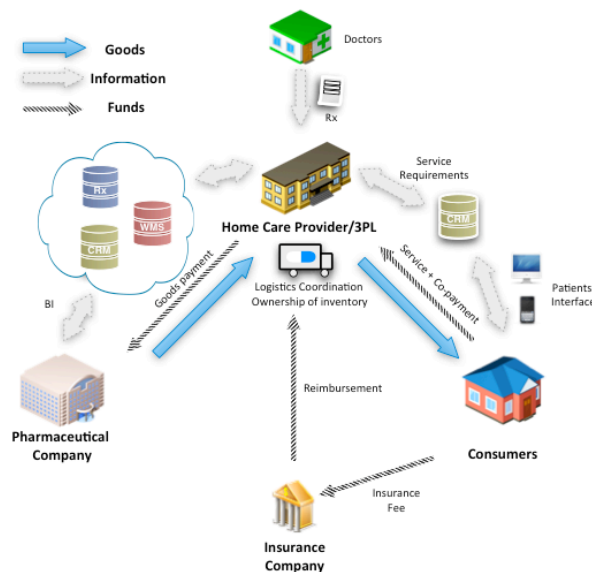 Goods
Information
Funds
Doctors
Rx
Service
Requirements
Rx
WMS
CRM
CRM
Home Care Provider/3PL
Logistics Coordination
Ownership of inventory
Goods payment
Service + Co-payment
BI
Patients
Interface
Reimbursement
Pharmaceutical
Company
Consumers
Insurance
Fee
Insurance
Company